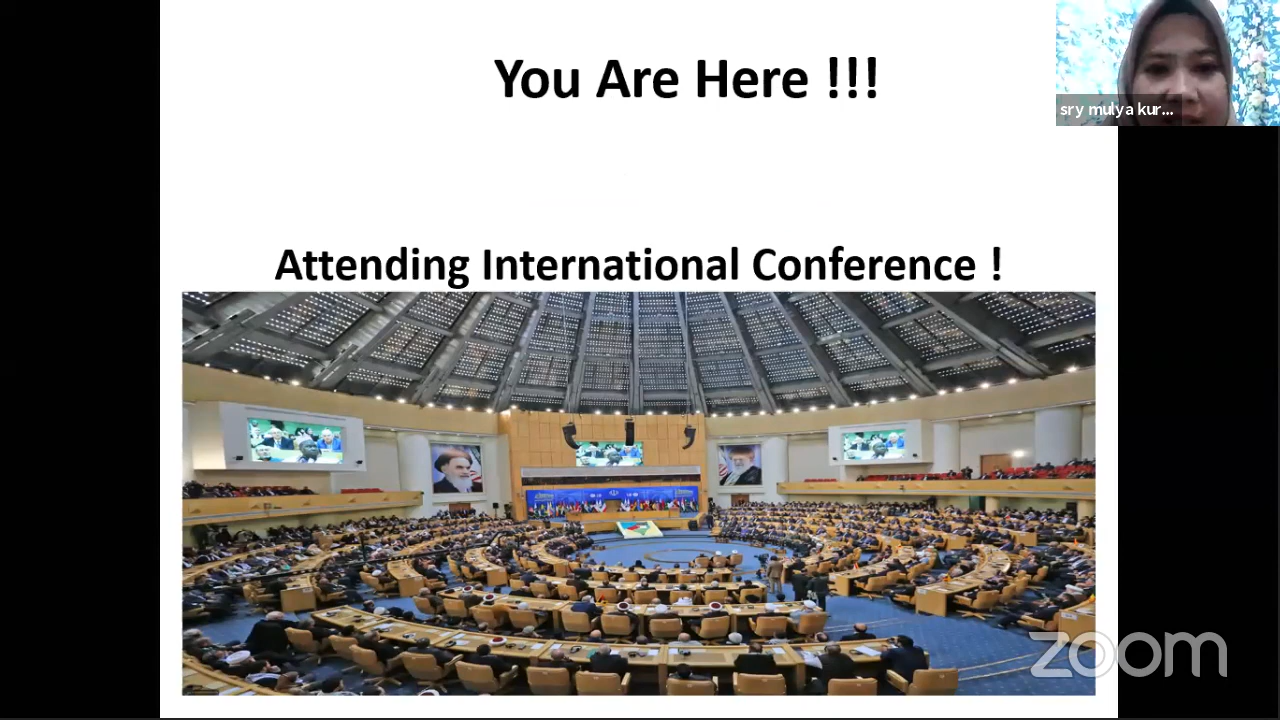 You Are Here !!!
sry mulya kur...
Attending International Conference !
zoom